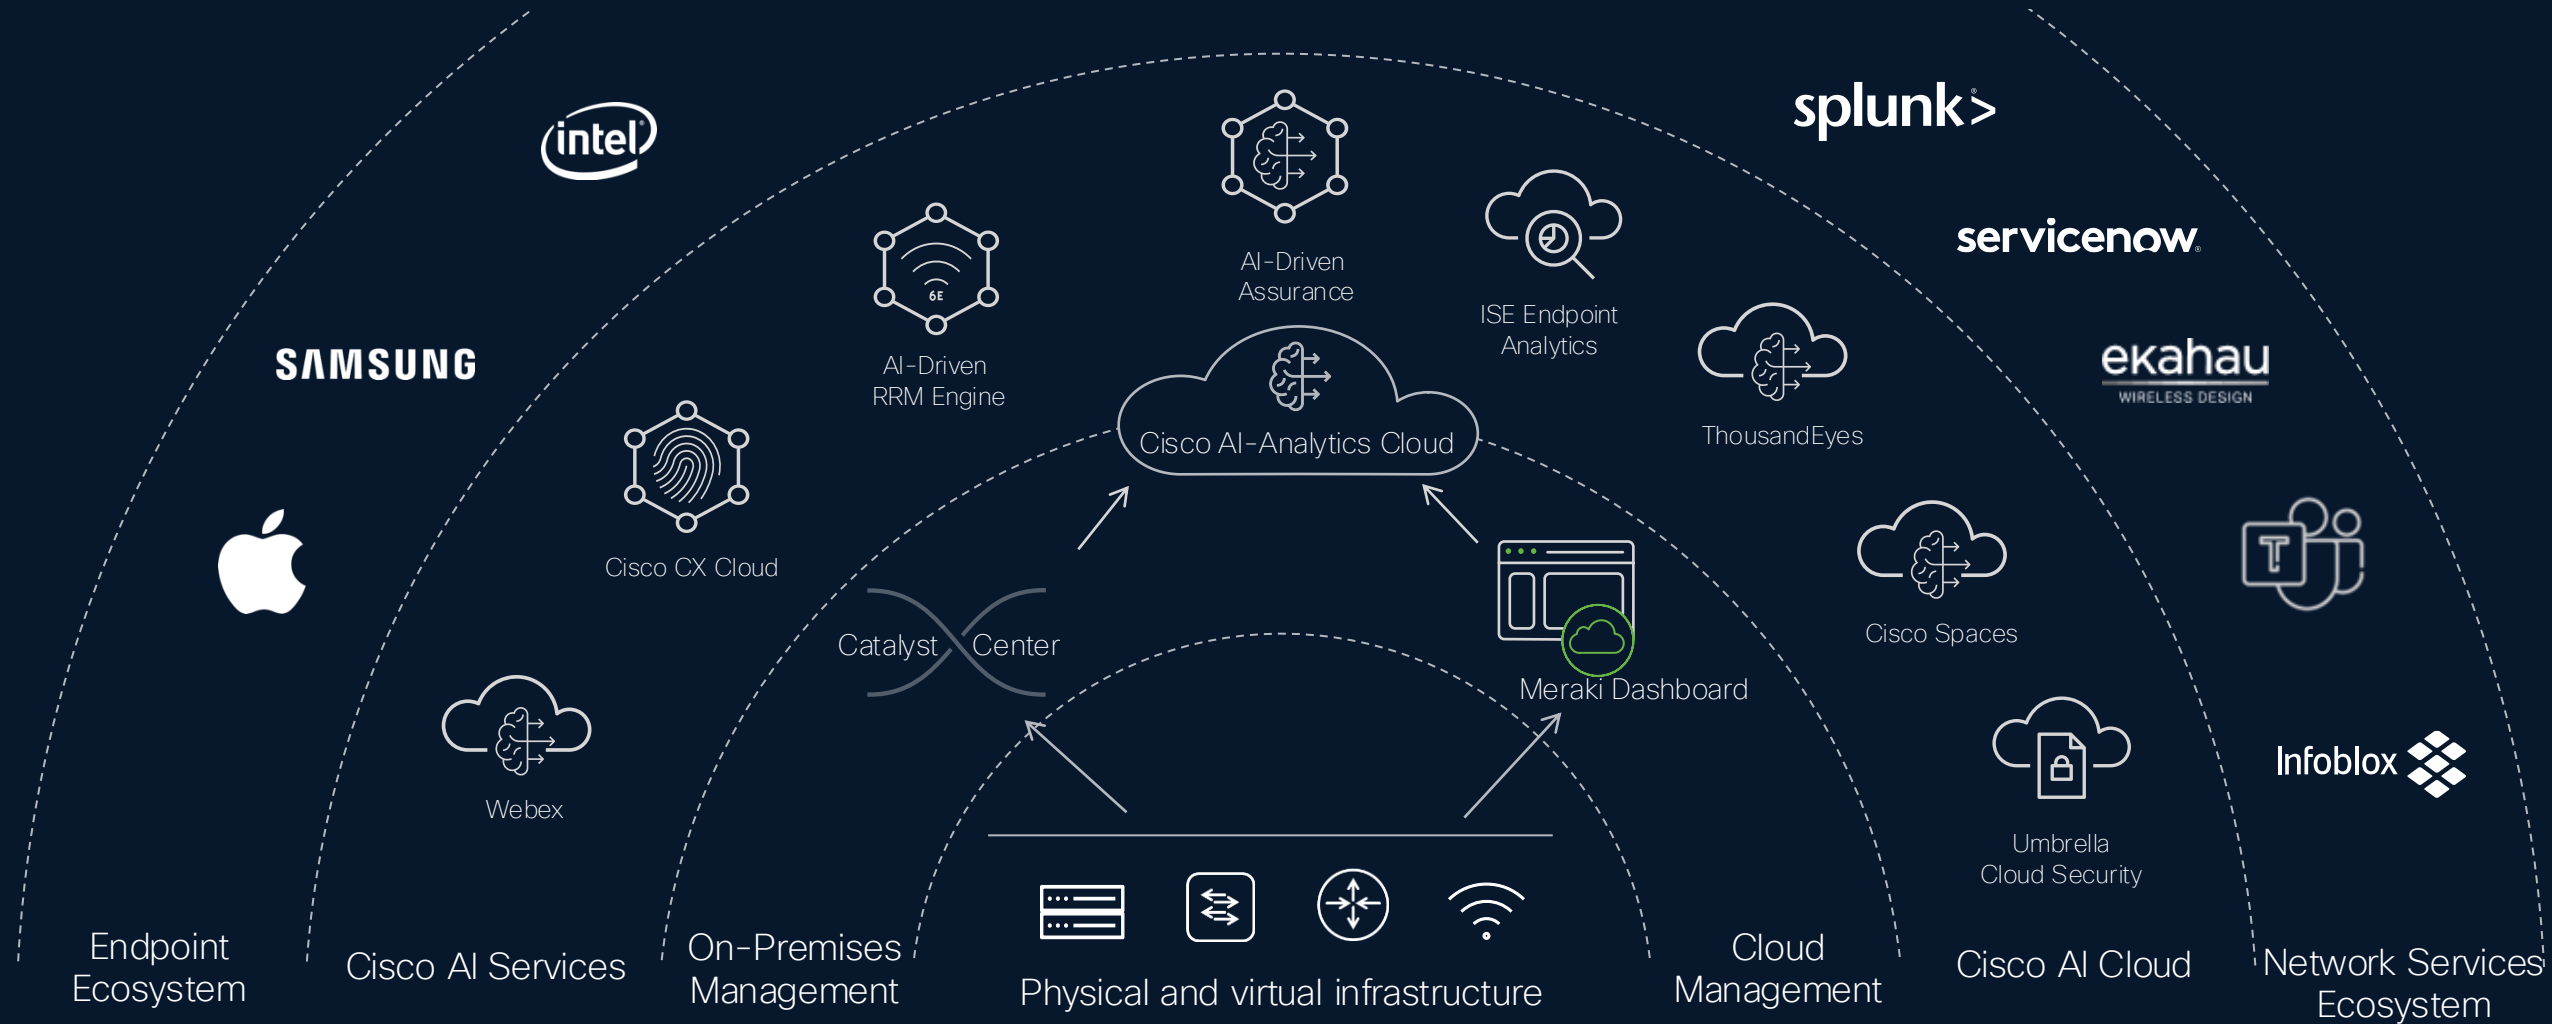 intel
splunk>
servicenow
AI-Driven
Assurance
6E
ISE Endpoint
Analytics
SAMSUNG
AI-Driven
RRM Engine
ekahau
WIRELESS DESIGN
Cisco AI-Analytics Cloud
ThousandEyes
Cisco CX Cloud
T
Catalyst Center
Cisco Spaces
Meraki Dashboard
Infoblox
Webex
Umbrella
Cloud Security
Endpoint
Ecosystem
Cisco AI Services
On-Premises
Management
Physical and virtual infrastructure
Cloud
Management
Cisco AI Cloud
Network Services
Ecosystem